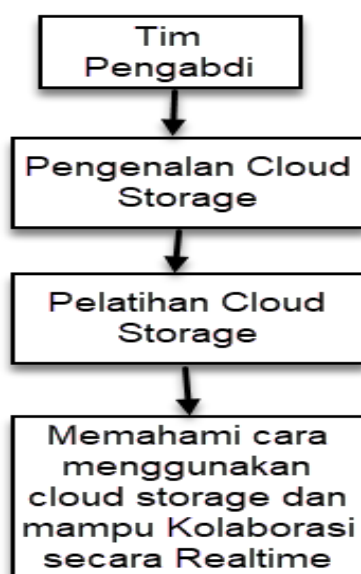 Tim
Pengabdi
Pengenalan Cloud
Storage
Pelatihan Cloud
Storage
Memahami cara
menggunakan
cloud storage dan
mampu Kolaborasi
secara Realtime